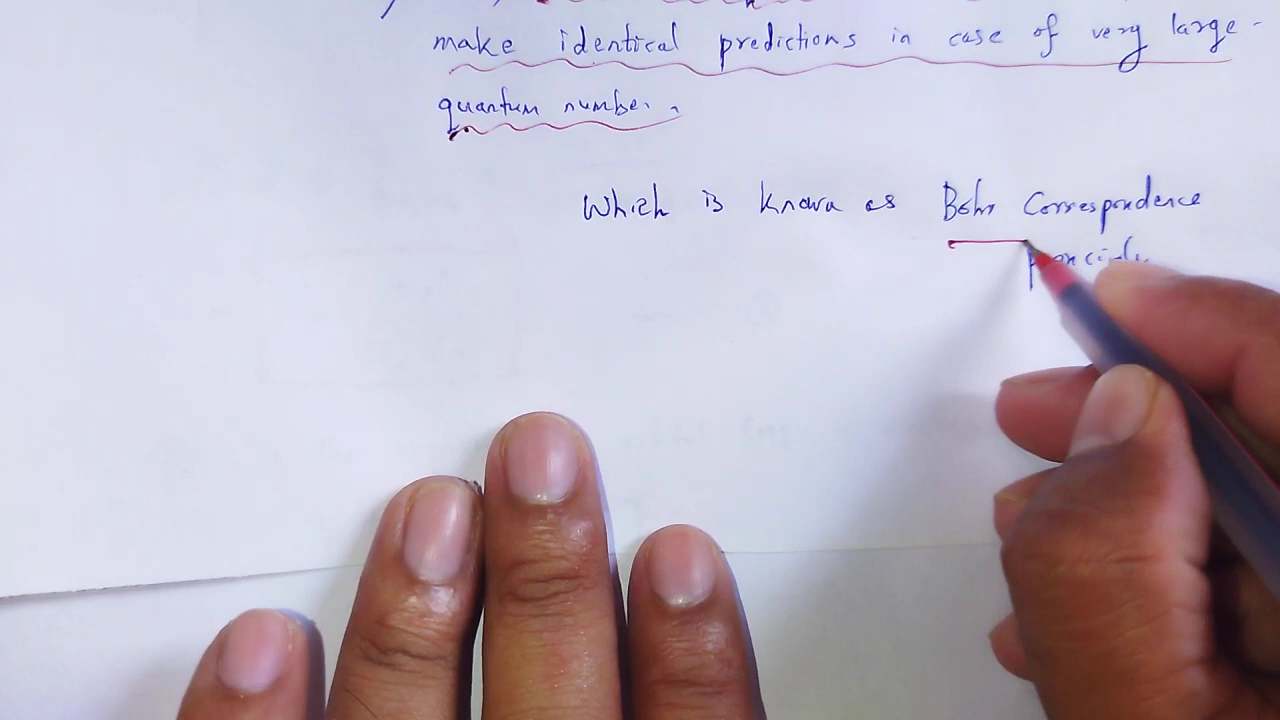 make identical predictions in case of very large-
quantum number.
Which is known as Bohr Correspondence